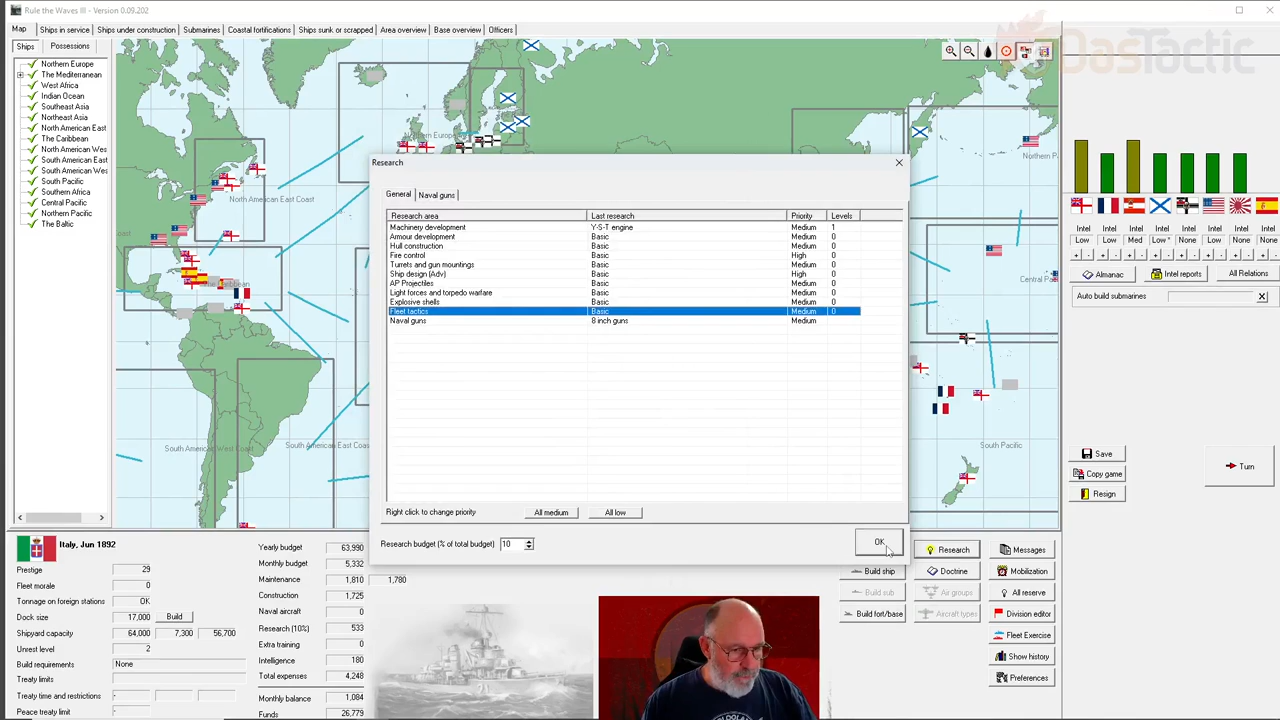 Rule the Waves III - Version 0.09.202
DasTactic
Map
Ships in service
Ships under construction
Submarines
Coastal fortifications
Ships sunk or scrapped
Area overview
Base overview
Officers
Ships
Possessions
Northern Europe
The Mediterranean
West Africa
Indian Ocean
Southeast Asia
Northeast Asia
North American East
The Caribbean
North American Wes
South American East
South American Wes
South Pacific
Southern Africa
Central Pacific
Northern Pacific
The Baltic
Northern Europe
North American East Coast
South American West Coast
South American East Coast
Northern P
Central Pa
South Pacific
Research
General
Naval guns
Research area Last research Priority Levels
Machinery development Y-S-T engine Medium 1
Armour development Basic Medium 0
Hull construction Basic Medium 0
Fire control Basic High 0
Turrets and gun mountings Basic Medium 0
Ship design (Adv) Basic High 0
AP Projectiles Basic Medium 0
Light forces and torpedo warfare Basic Medium 0
Explosive shells Basic Medium 0
Fleet tactics Basic Medium 0
Naval guns 8 inch guns Medium
Right click to change priority
All medium
All low
Research budget (% of total budget) 10
OK
Intel Intel Intel Intel Intel Intel Intel Intel
Low Low Med Low * None Low None None
Almanac
Intel reports
All Relations
Auto build submarines
Save
Copy game
Resign
Turn
Italy, Jun 1892
Prestige 29
Fleet morale 0
Tonnage on foreign stations OK
Dock size 17,000 Build
Shipyard capacity 64,000 7,300 56,700
Unrest level 2
Build requirements None
Treaty limits
Treaty time and restrictions - -
Peace treaty limit -
Yearly budget 63,990
Monthly budget 5,332
Maintenance 1,810 1,780
Construction 1,725
Naval aircraft 0
Research (10%) 533
Extra training 0
Intelligence 180
Total expenses 4,248
Monthly balance 1,084
Funds 26,779
Build ship
Build sub
Build fort/base
Research
Doctrine
Air groups
Aircraft types
Messages
Mobilization
All reserve
Division editor
Fleet Exercise
Show history
Preferences